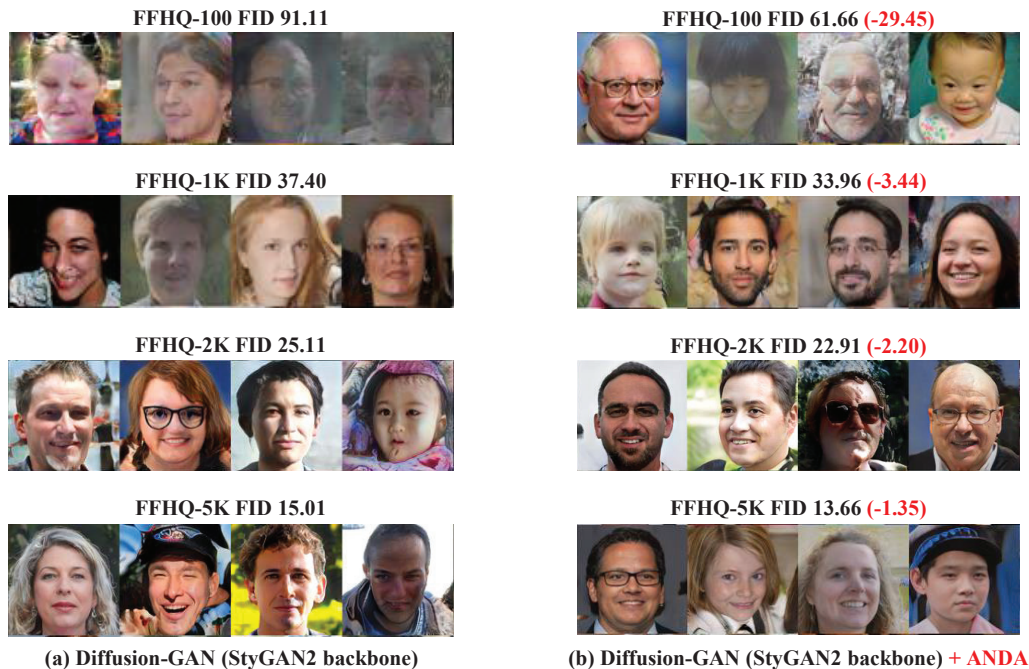 FFHQ-100 FID 91.11
FFHQ-100 FID 61.66 (-29.45)
FFHQ-1K FID 37.40
FFHQ-1K FID 33.96 (-3.44)
FFHQ-2K FID 25.11
FFHQ-2K FID 22.91 (-2.20)
FFHQ-5K FID 15.01
FFHQ-5K FID 13.66 (-1.35)
(a) Diffusion-GAN (StyGAN2 backbone)
(b) Diffusion-GAN (StyGAN2 backbone) + ANDA